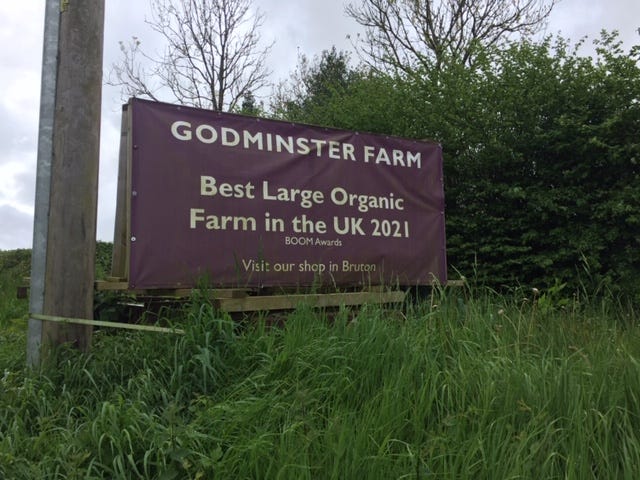 GODMINSTER FARM
Best Large Organic
Farm in the UK 2021
BOOM Awards
Visit our shop in Bruton